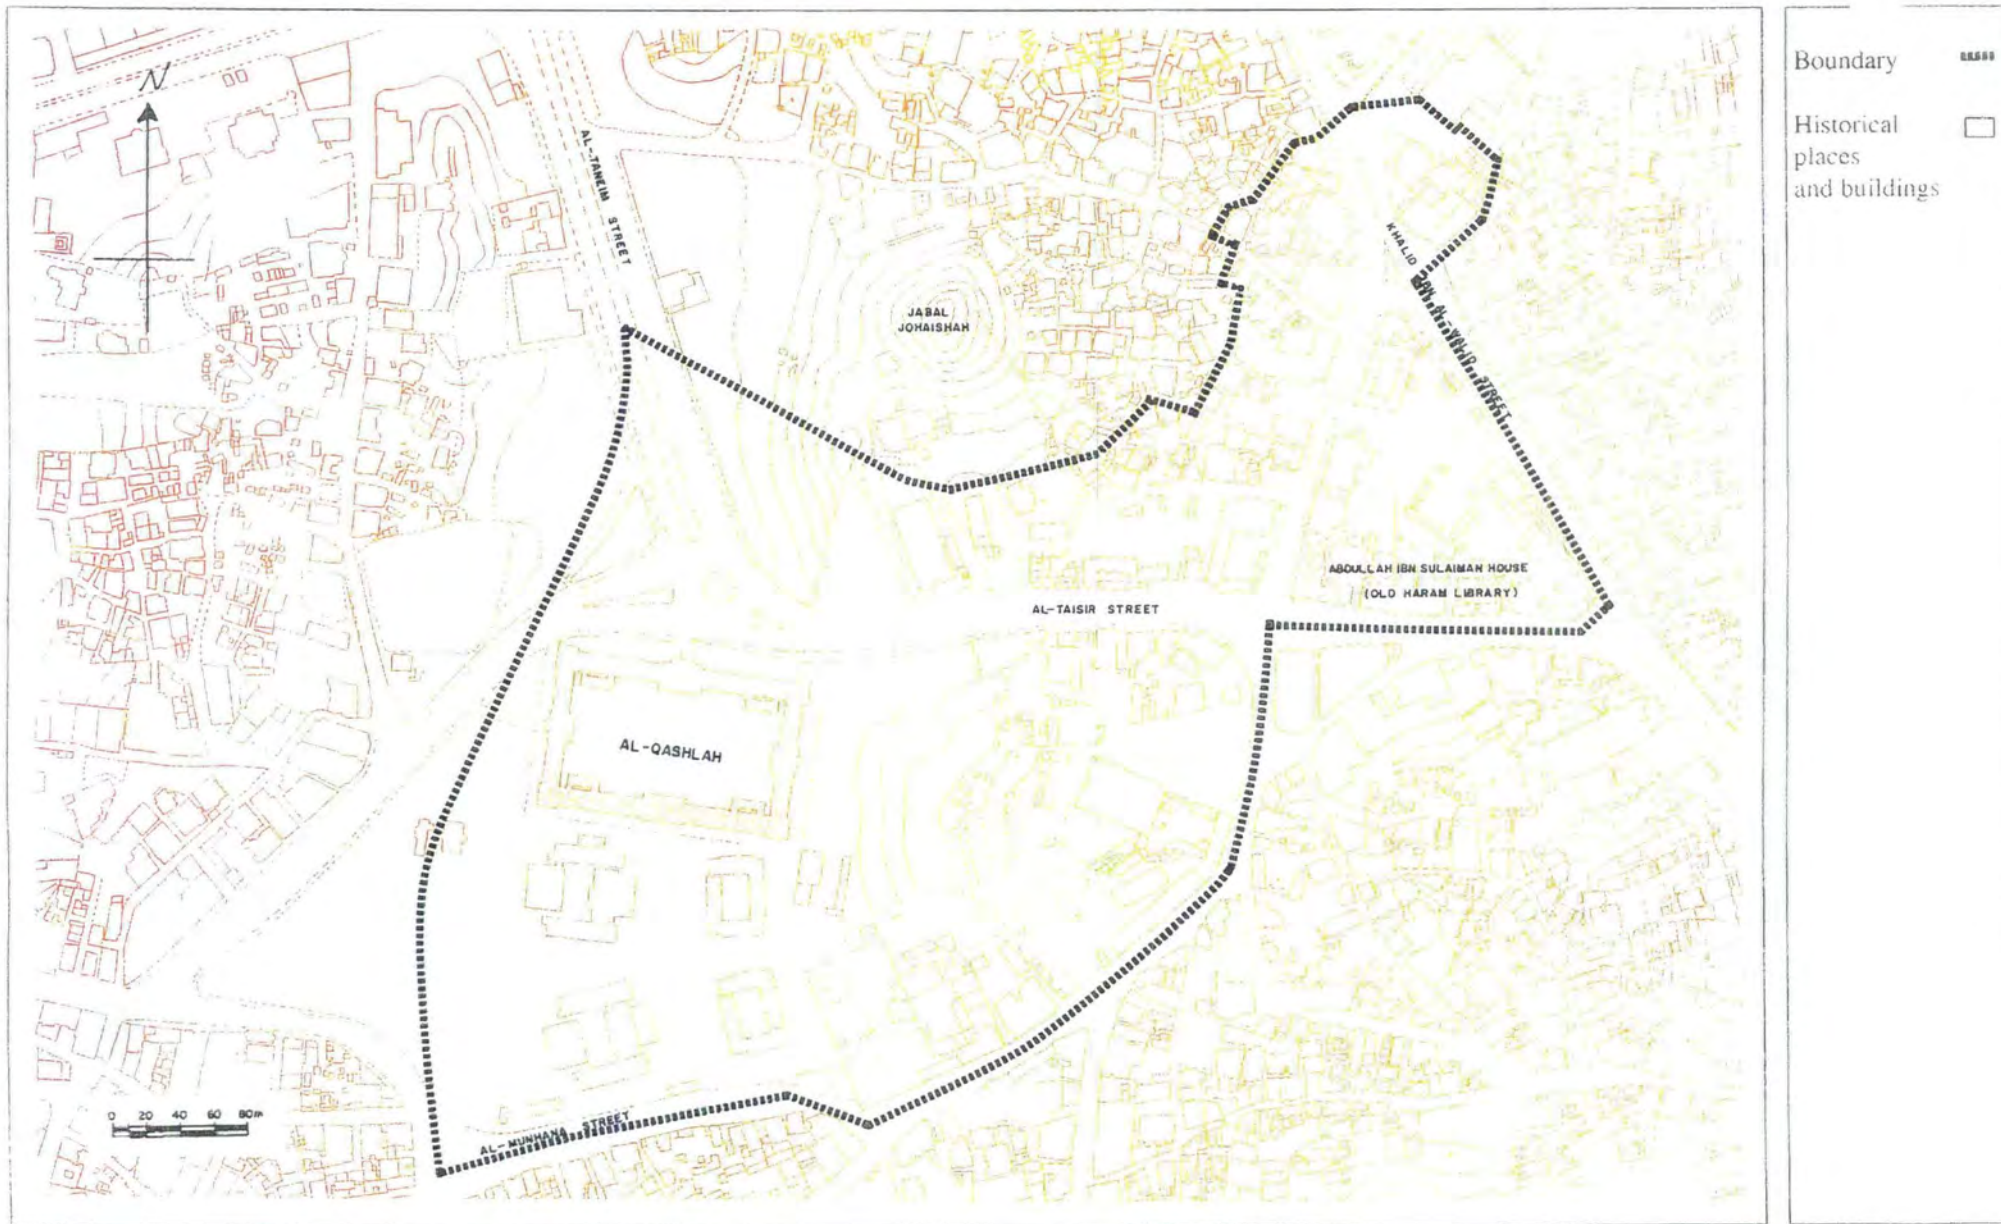 N
AL-TANEIM STREET
JABAL
JOHAISHAH
KHALID IBN AL-WALID STREET
ABDULLAH IBN SULAIMAN HOUSE
(OLD HARAM LIBRARY)
AL-TAISIR STREET
AL-QASHLAH
AL-MUNHANA STREET
0 20 40 60 80m
Boundary
Historical
places
and buildings